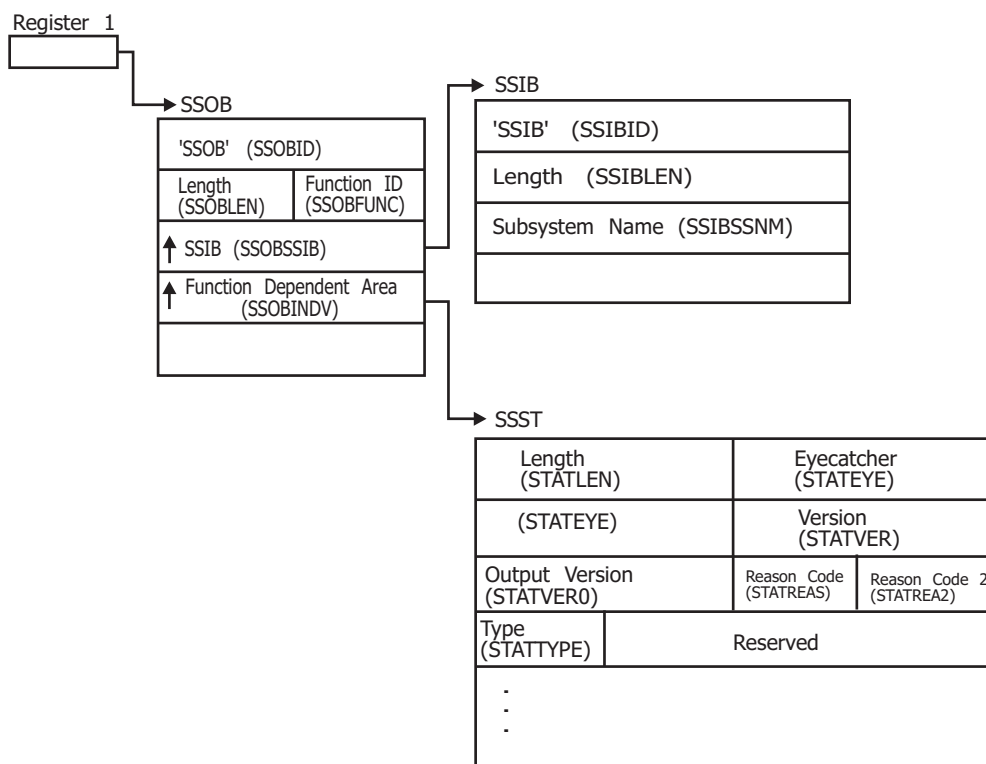 Register 1
SSOB
'SSOB' (SSOBID)
Length
(SSOBLEN)
Function ID
(SSOBFUNC)
SSIB (SSOBSSIB)
Function Dependent Area
(SSOBINDV)
SSIB
'SSIB' (SSIBID)
Length (SSIBLEN)
Subsystem Name (SSIBSSNM)
SSST
Length
(STATLEN)
Eyecatcher
(STATEYE)
(STATEYE)
Version
(STATVER)
Output Version
(STATVER0)
Reason Code
(STATREAS)
Reason Code 2
(STATREA2)
Type
(STATTYPE)
Reserved
.
.
.